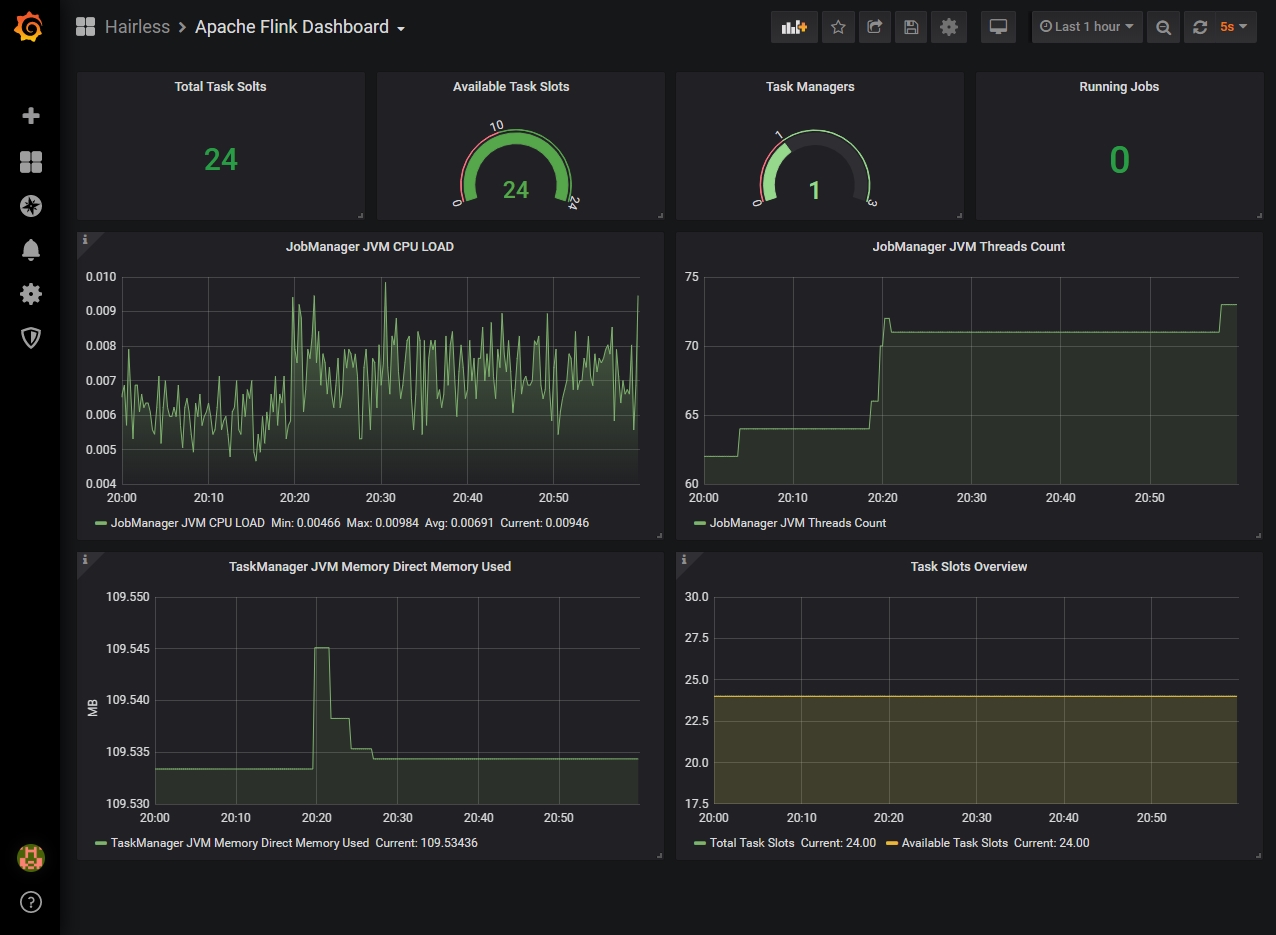 Hairless > Apache Flink Dashboard
Last 1 hour
5s
Total Task Solts
Available Task Slots
Task Managers
Running Jobs
24
0
10
24
24
0
1
3
1
0
i
JobManager JVM CPU LOAD
0.010
0.009
0.008
0.007
0.006
0.005
0.004
20:00 20:10 20:20 20:30 20:40 20:50
JobManager JVM CPU LOAD Min: 0.00466 Max: 0.00984 Avg: 0.00691 Current: 0.00946
JobManager JVM Threads Count
75
70
65
60
20:00 20:10 20:20 20:30 20:40 20:50
JobManager JVM Threads Count
i
TaskManager JVM Memory Direct Memory Used
MB
109.550
109.545
109.540
109.535
109.530
20:00 20:10 20:20 20:30 20:40 20:50
TaskManager JVM Memory Direct Memory Used Current: 109.53436
i
Task Slots Overview
30.0
27.5
25.0
22.5
20.0
17.5
20:00 20:10 20:20 20:30 20:40 20:50
Total Task Slots Current: 24.00 Available Task Slots Current: 24.00
?